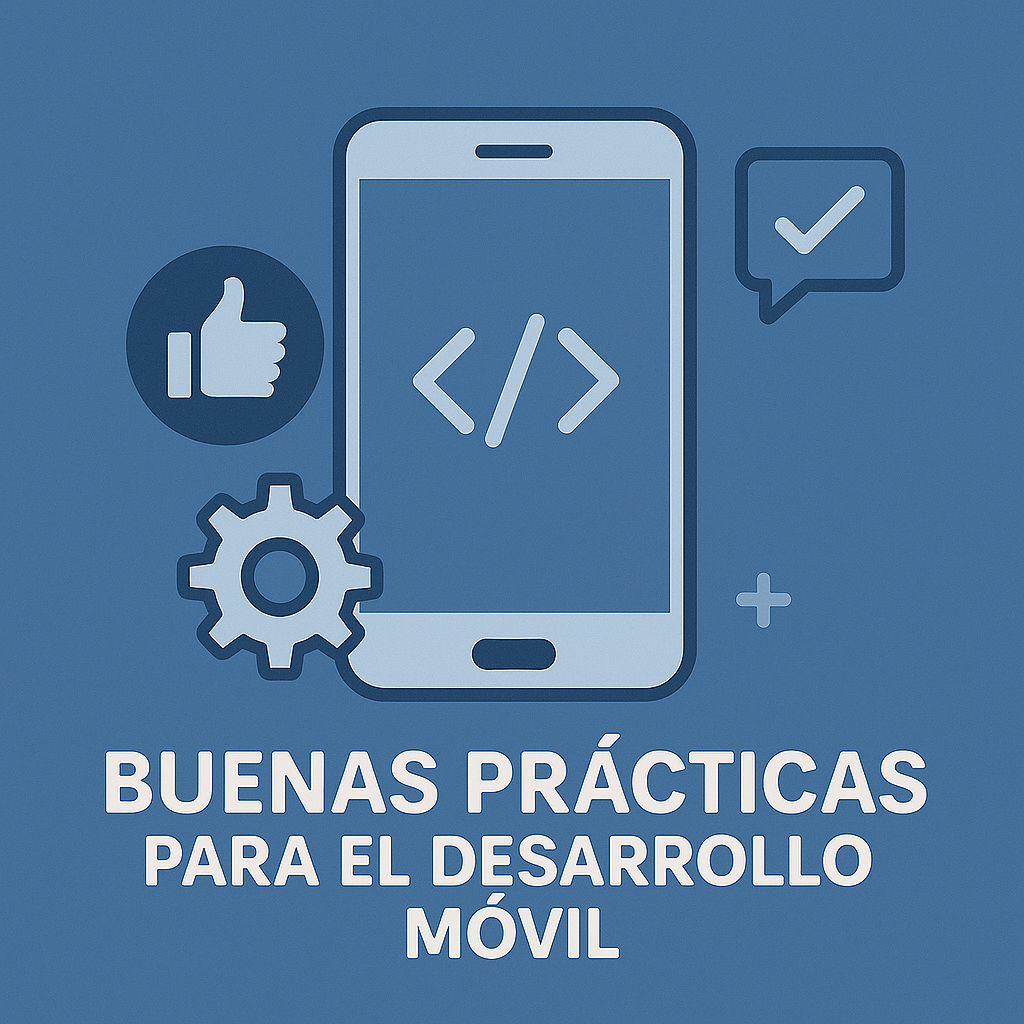 </>
BUENAS PRÁCTICAS
PARA EL DESARROLLO
MÓVIL